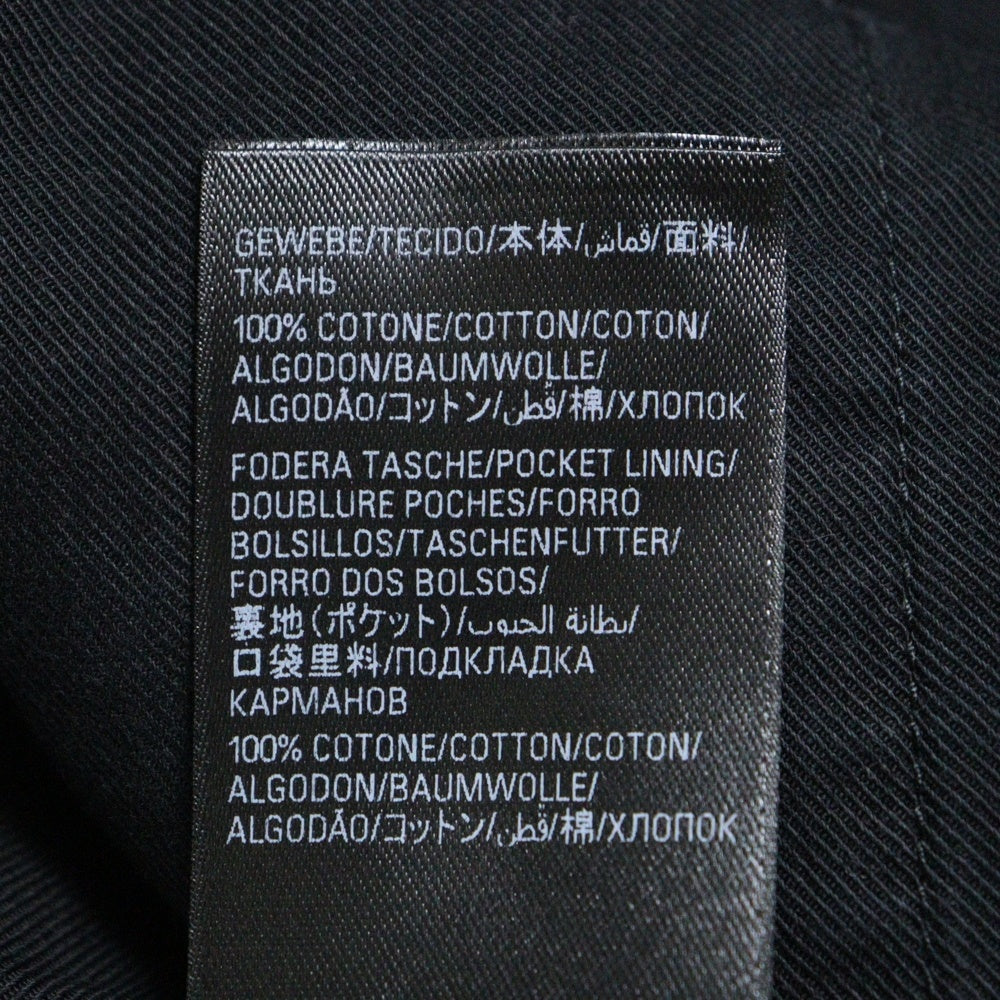 GEWEBE/TECIDO/本体/قماش/面料/
ТКАНЬ
100% COTONE/COTTON/COTON/
ALGODON/BAUMWOLLE/
ALGODÃO/コットン/قطن/棉/ХЛОПОК
FODERA TASCHE/POCKET LINING/
DOUBLURE POCHES/FORRO
BOLSILLOS/TASCHENFUTTER/
FORRO DOS BOLSOS/
裏地(ポケット)/بطانة الجيوب/
口袋里料/ПОДКЛАДКА
КАРМАНОВ
100% COTONE/COTTON/COTON/
ALGODON/BAUMWOLLE/
ALGODÃO/コットン/قطن/棉/ХЛОПОК